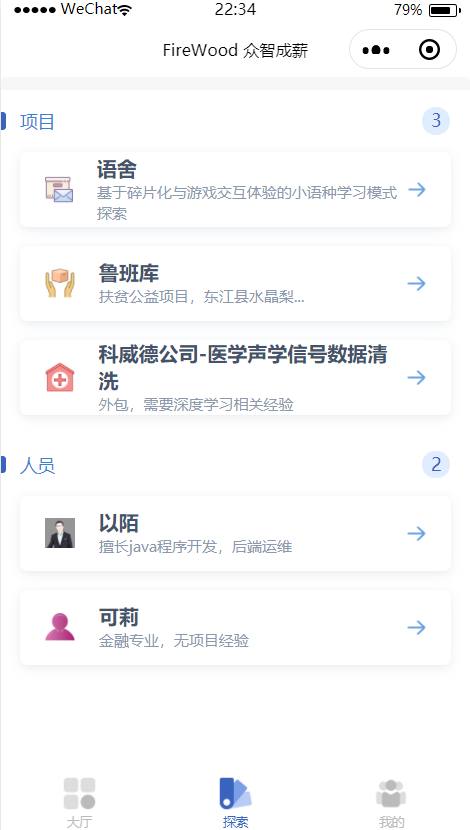 WeChat 22:34 79%
FireWood 众智成薪
项目 3
语舍
基于碎片化与游戏交互体验的小语种学习模式
探索
鲁班库
扶贫公益项目，东江县水晶梨...
科威德公司-医学声学信号数据清
洗
外包，需要深度学习相关经验
人员 2
以陌
擅长java程序开发，后端运维
可莉
金融专业，无项目经验
大厅 探索 我的